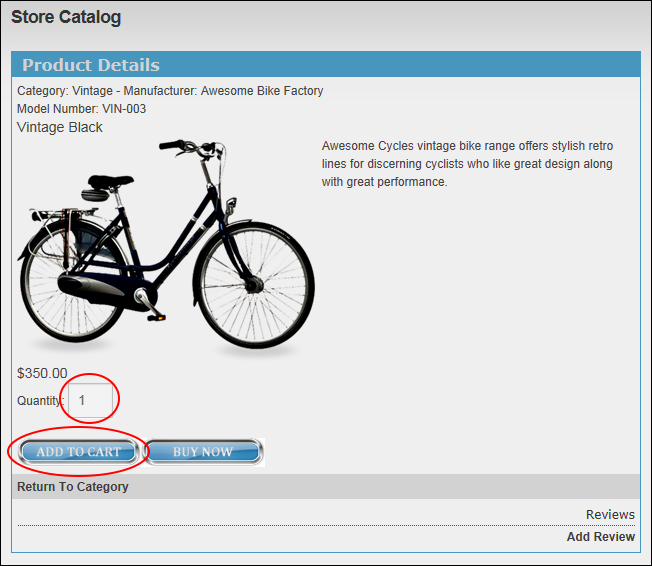 Store Catalog
Product Details
Category: Vintage - Manufacturer: Awesome Bike Factory
Model Number: VIN-003
Vintage Black
Awesome Cycles vintage bike range offers stylish retro
lines for discerning cyclists who like great design along
with great performance.
$350.00
Quantity: 1
ADD TO CART BUY NOW
Return To Category
Reviews
Add Review